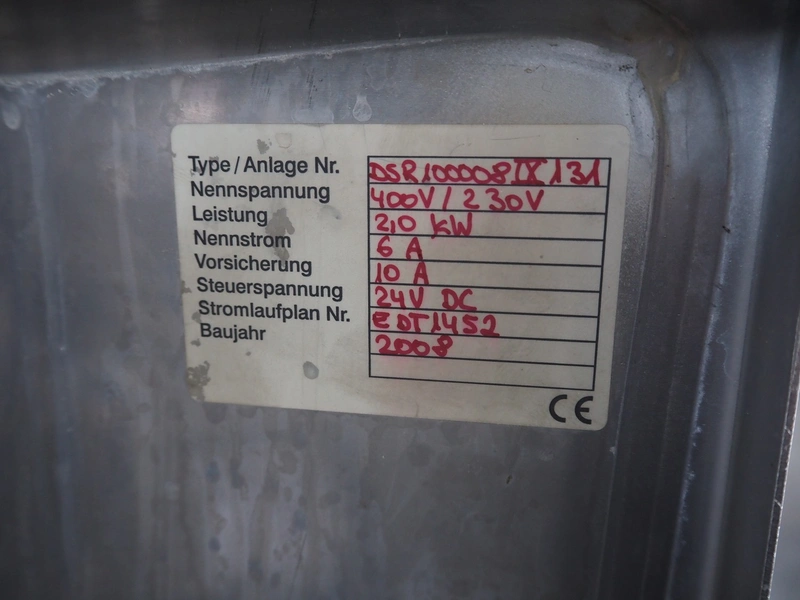 Type / Anlage Nr. DSR100008IX131
Nennspannung 400V / 230V
Leistung 2,0 kW
Nennstrom 6 A
Vorsicherung 10 A
Steuerspannung 24V DC
Stromlaufplan Nr. EDT1452
Baujahr 2008
CE